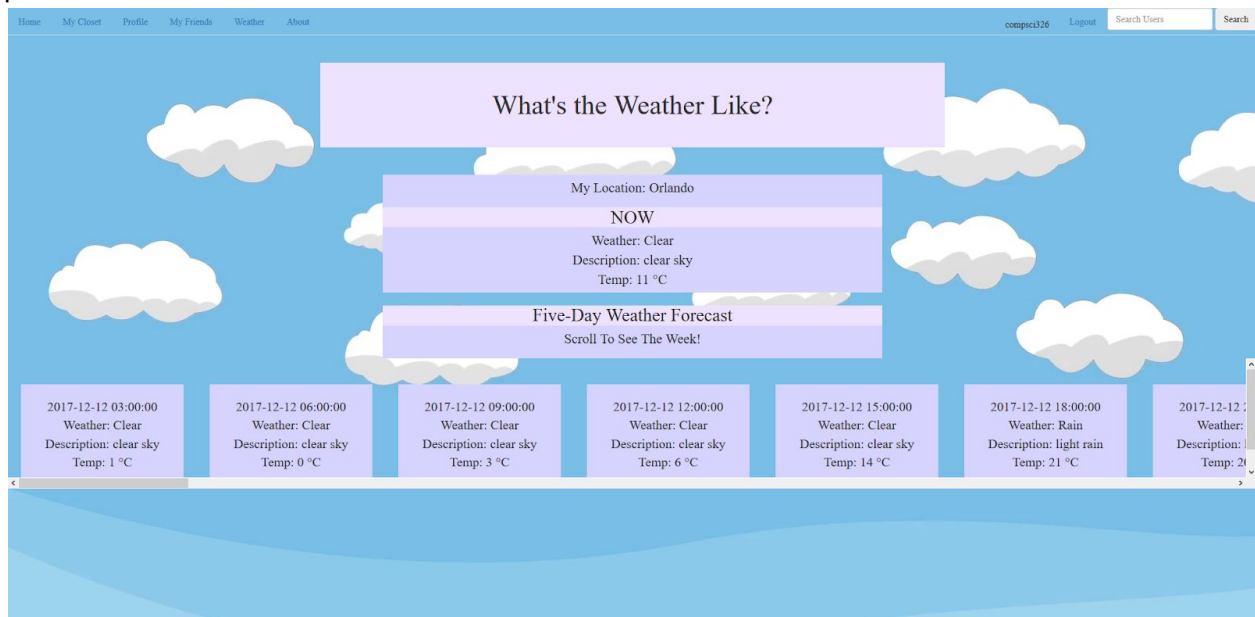 Home My Closet Profile My Friends Weather About compsci326 Logout Search Users Search
What's the Weather Like?
My Location: Orlando
NOW
Weather: Clear
Description: clear sky
Temp: 11 °C
Five-Day Weather Forecast
Scroll To See The Week!
2017-12-12 03:00:00
Weather: Clear
Description: clear sky
Temp: 1 °C
2017-12-12 06:00:00
Weather: Clear
Description: clear sky
Temp: 0 °C
2017-12-12 09:00:00
Weather: Clear
Description: clear sky
Temp: 3 °C
2017-12-12 12:00:00
Weather: Clear
Description: clear sky
Temp: 6 °C
2017-12-12 15:00:00
Weather: Clear
Description: clear sky
Temp: 14 °C
2017-12-12 18:00:00
Weather: Rain
Description: light rain
Temp: 21 °C
2017-12-12
Weather:
Description:
Temp: